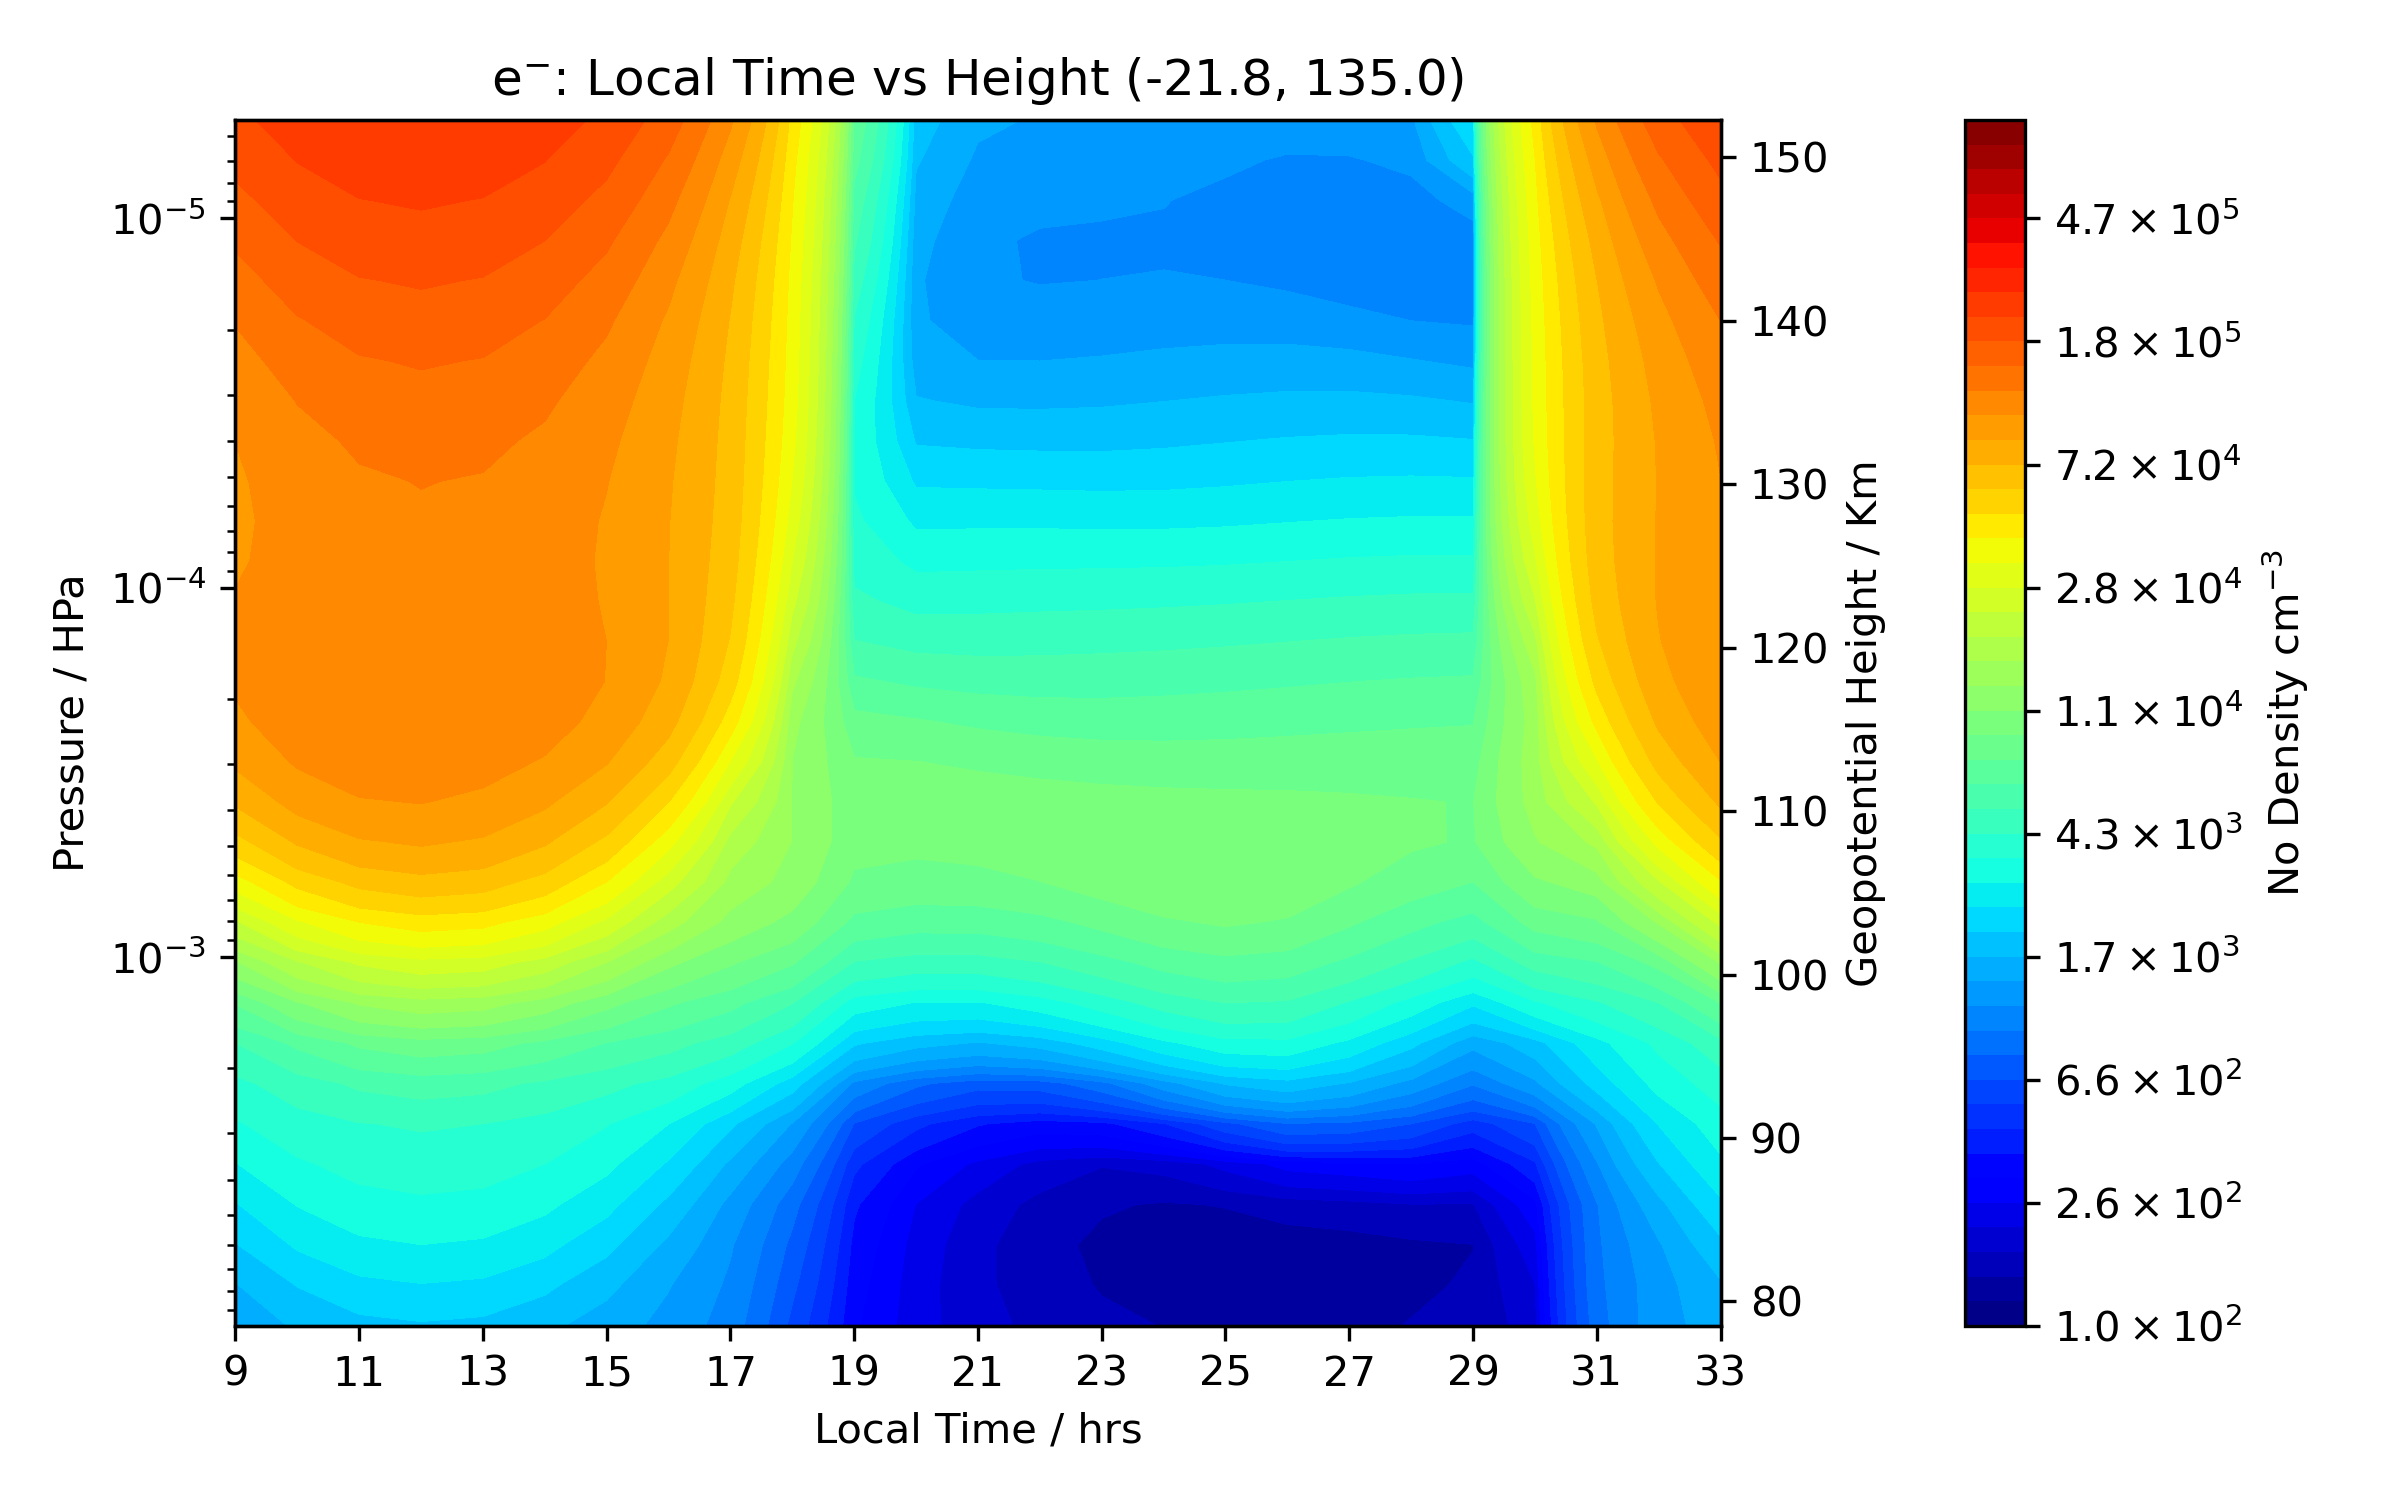 e⁻: Local Time vs Height (-21.8, 135.0)
Pressure / HPa
10⁻⁵
10⁻⁴
10⁻³
150
140
130
120
110
100
90
80
Geopotential Height / Km
4.7 × 10⁵
1.8 × 10⁵
7.2 × 10⁴
2.8 × 10⁴
1.1 × 10⁴
4.3 × 10³
1.7 × 10³
6.6 × 10²
2.6 × 10²
1.0 × 10²
No Density cm⁻³
9 11 13 15 17 19 21 23 25 27 29 31 33
Local Time / hrs